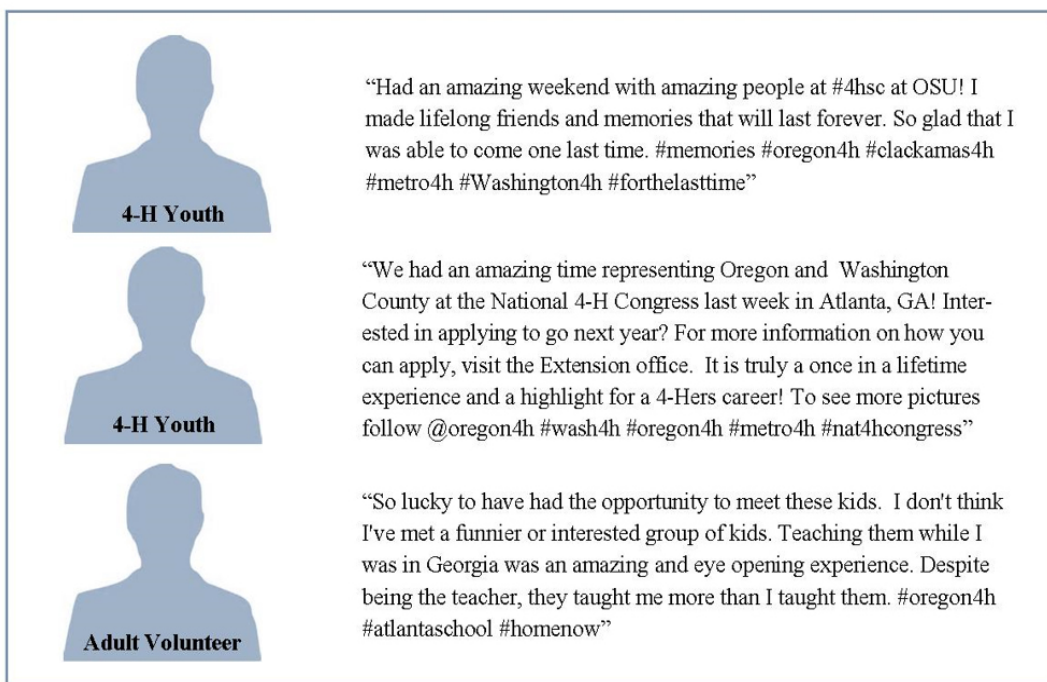 “Had an amazing weekend with amazing people at #4hsc at OSU! I
made lifelong friends and memories that will last forever. So glad that I
was able to come one last time. #memories #oregon4h #clackamas4h
#metro4h #Washington4h #forthelasttime”
4-H Youth
“We had an amazing time representing Oregon and  Washington
County at the National 4-H Congress last week in Atlanta, GA! Inter-
ested in applying to go next year? For more information on how you
can apply, visit the Extension office.  It is truly a once in a lifetime
experience and a highlight for a 4-Hers career! To see more pictures
follow @oregon4h #wash4h #oregon4h #metro4h #nat4hcongress”
4-H Youth
“So lucky to have had the opportunity to meet these kids.  I don't think
I've met a funnier or interested group of kids. Teaching them while I
was in Georgia was an amazing and eye opening experience. Despite
being the teacher, they taught me more than I taught them. #oregon4h
#atlantaschool #homenow”
Adult Volunteer